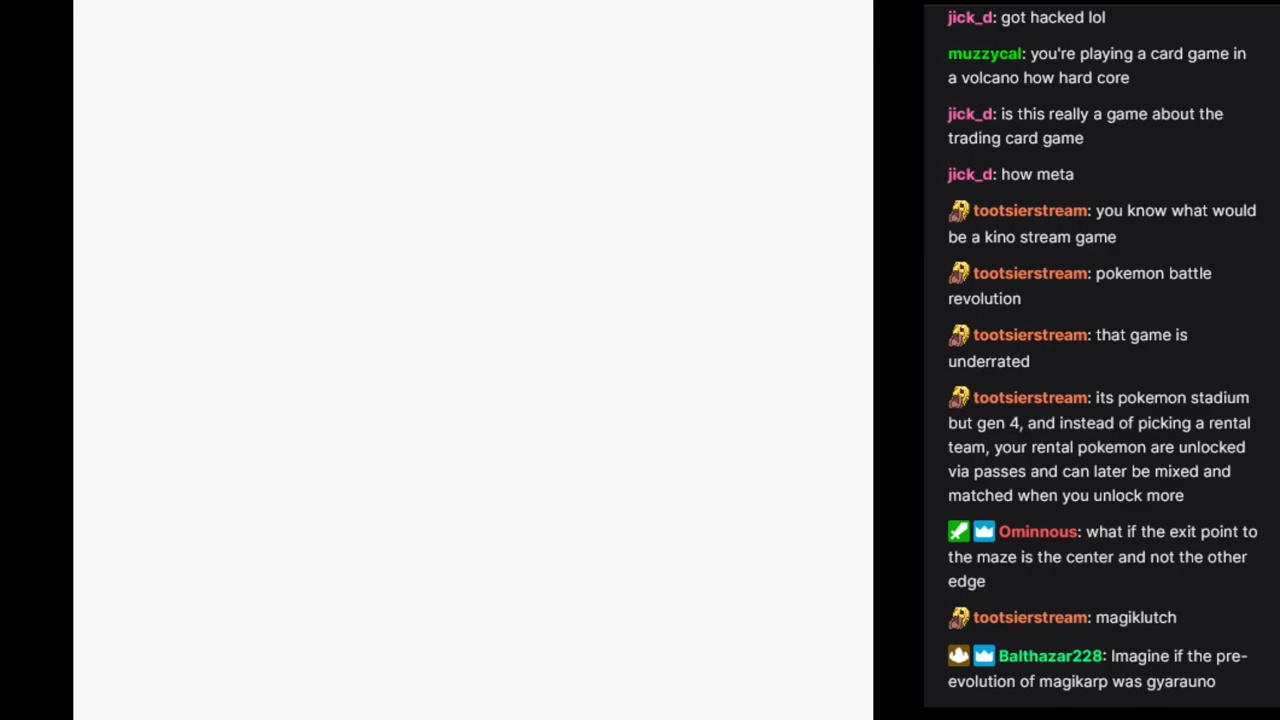 jick_d: got hacked lol
muzzycal: you're playing a card game in
a volcano how hard core
jick_d: is this really a game about the
trading card game
jick_d: how meta
tootsierstream: you know what would
be a kino stream game
tootsierstream: pokemon battle
revolution
tootsierstream: that game is
underrated
tootsierstream: its pokemon stadium
but gen 4, and instead of picking a rental
team, your rental pokemon are unlocked
via passes and can later be mixed and
matched when you unlock more
Ominnous: what if the exit point to
the maze is the center and not the other
edge
tootsierstream: magiklutch
Balthazar228: Imagine if the pre-
evolution of magikarp was gyarauno